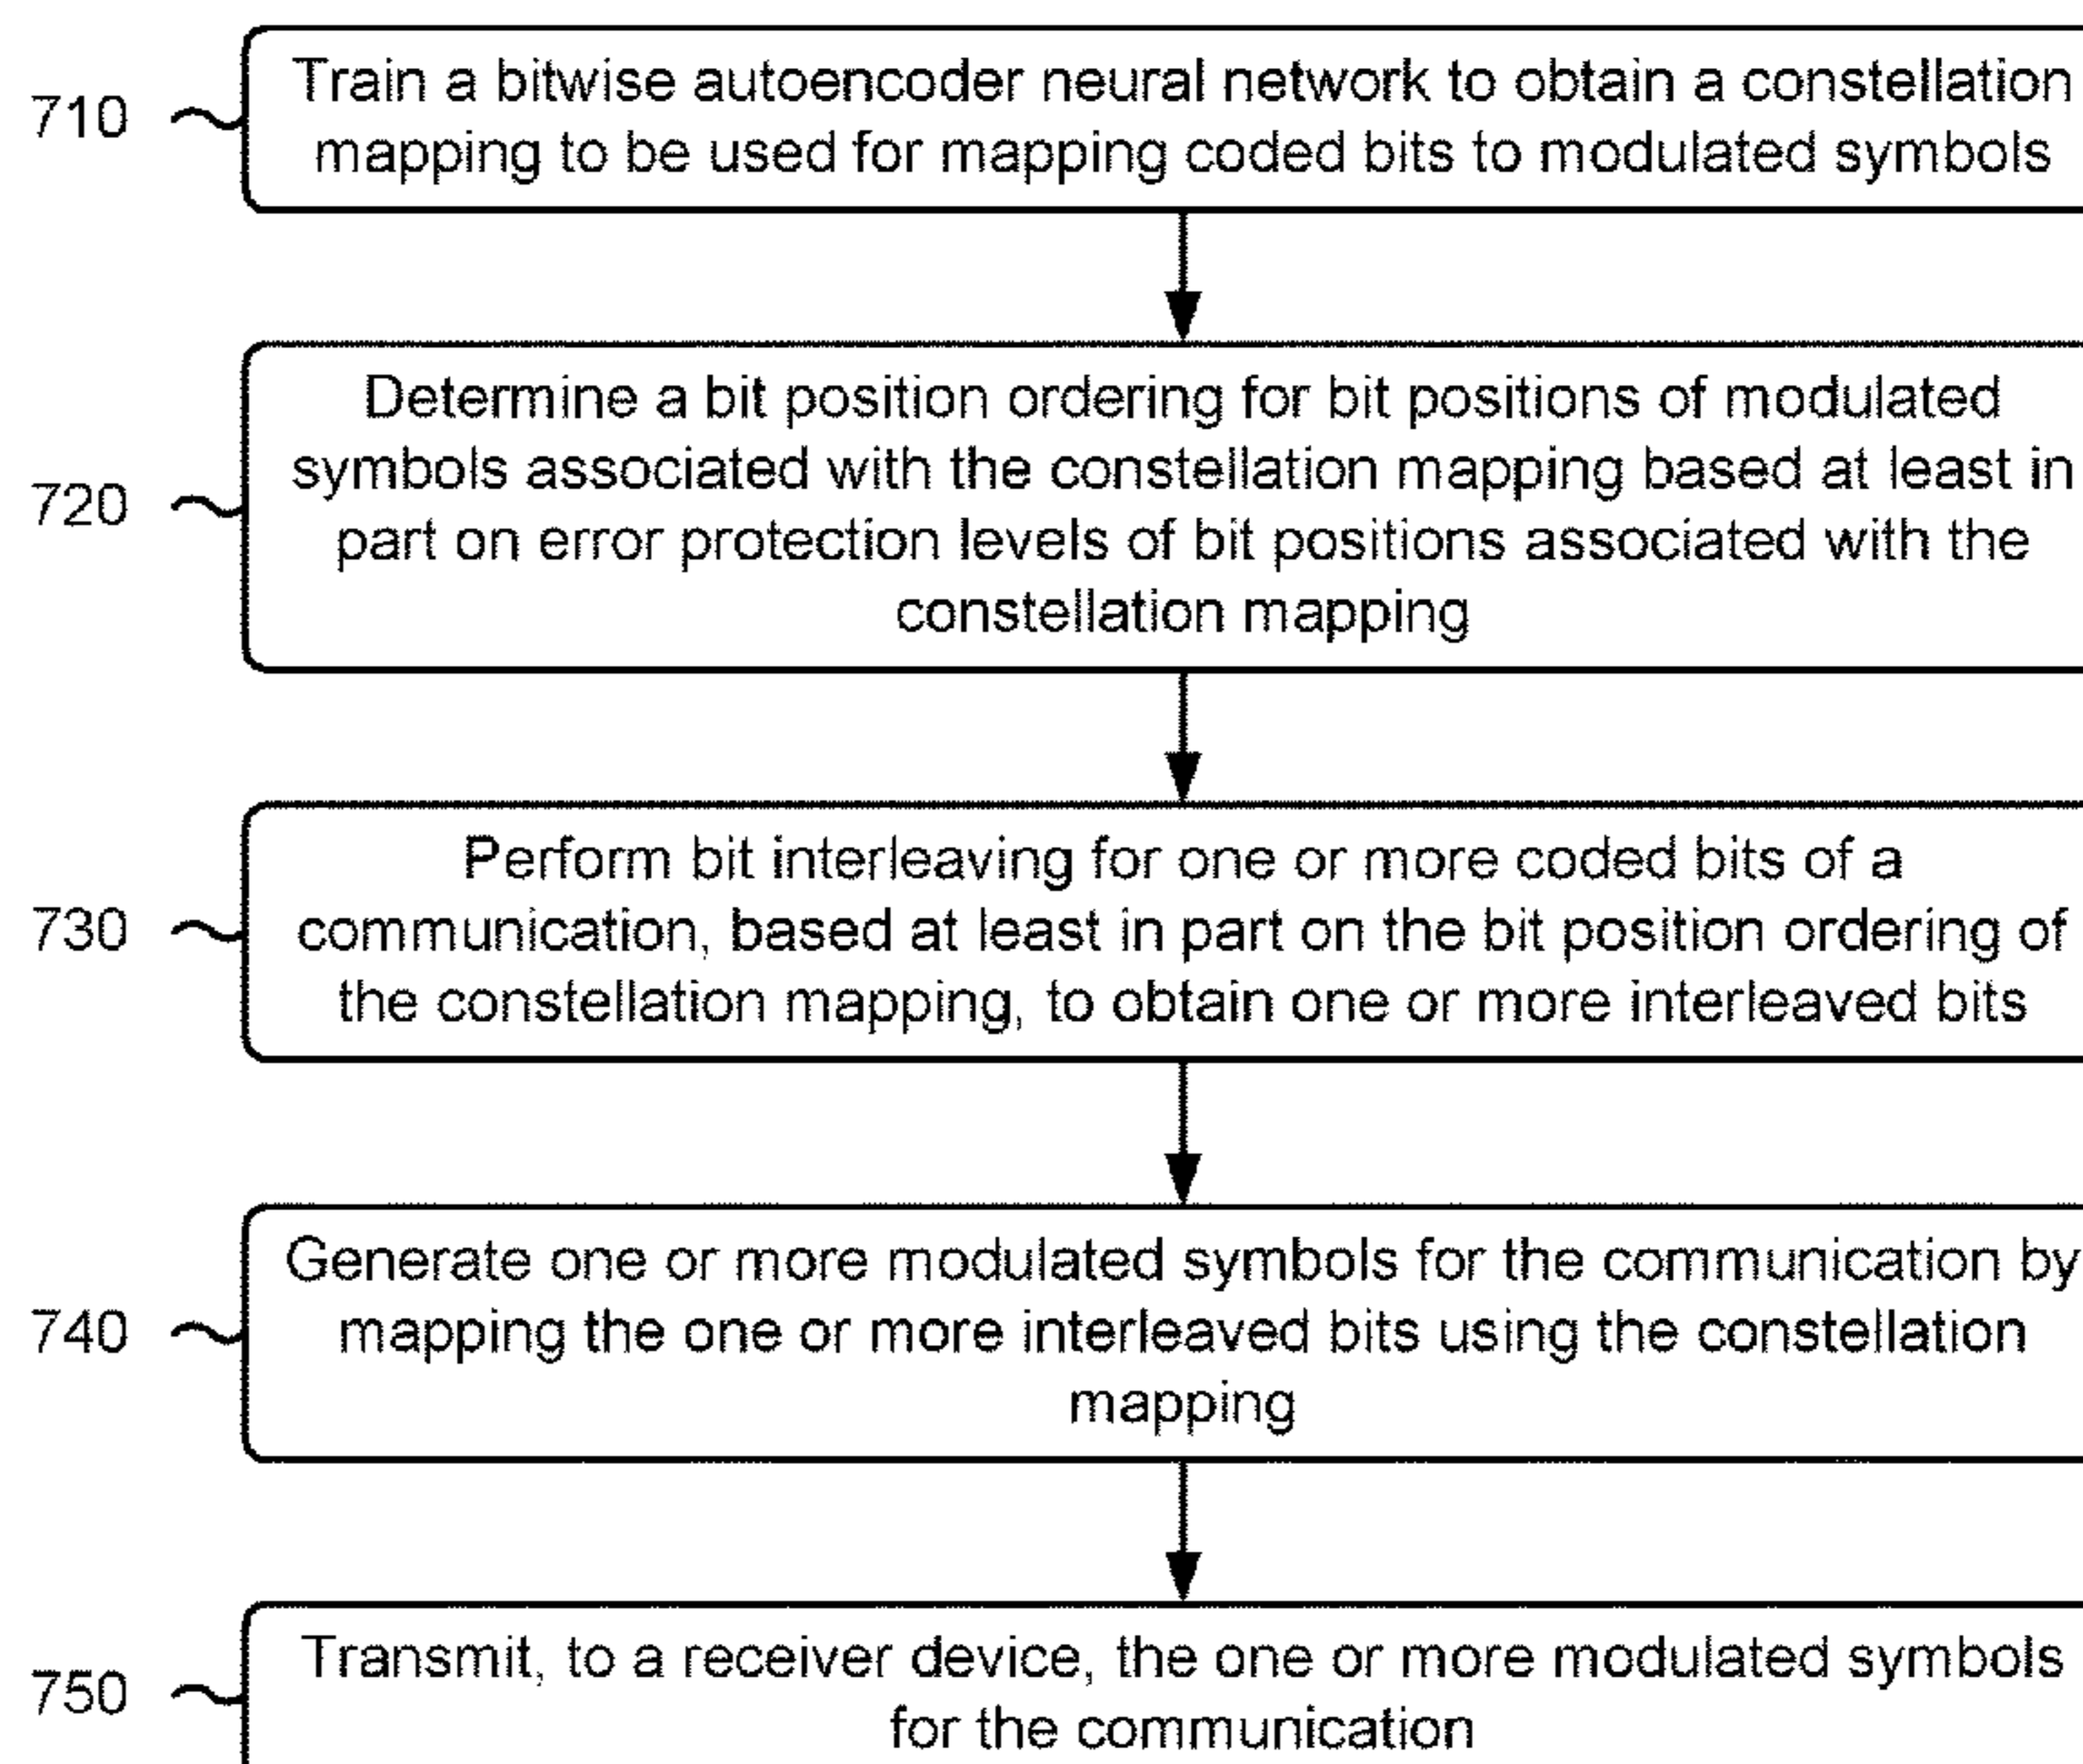 710
Train a bitwise autoencoder neural network to obtain a constellation
mapping to be used for mapping coded bits to modulated symbols
720
Determine a bit position ordering for bit positions of modulated
symbols associated with the constellation mapping based at least in
part on error protection levels of bit positions associated with the
constellation mapping
730
Perform bit interleaving for one or more coded bits of a
communication, based at least in part on the bit position ordering of
the constellation mapping, to obtain one or more interleaved bits
740
Generate one or more modulated symbols for the communication by
mapping the one or more interleaved bits using the constellation
mapping
750
Transmit, to a receiver device, the one or more modulated symbols
for the communication